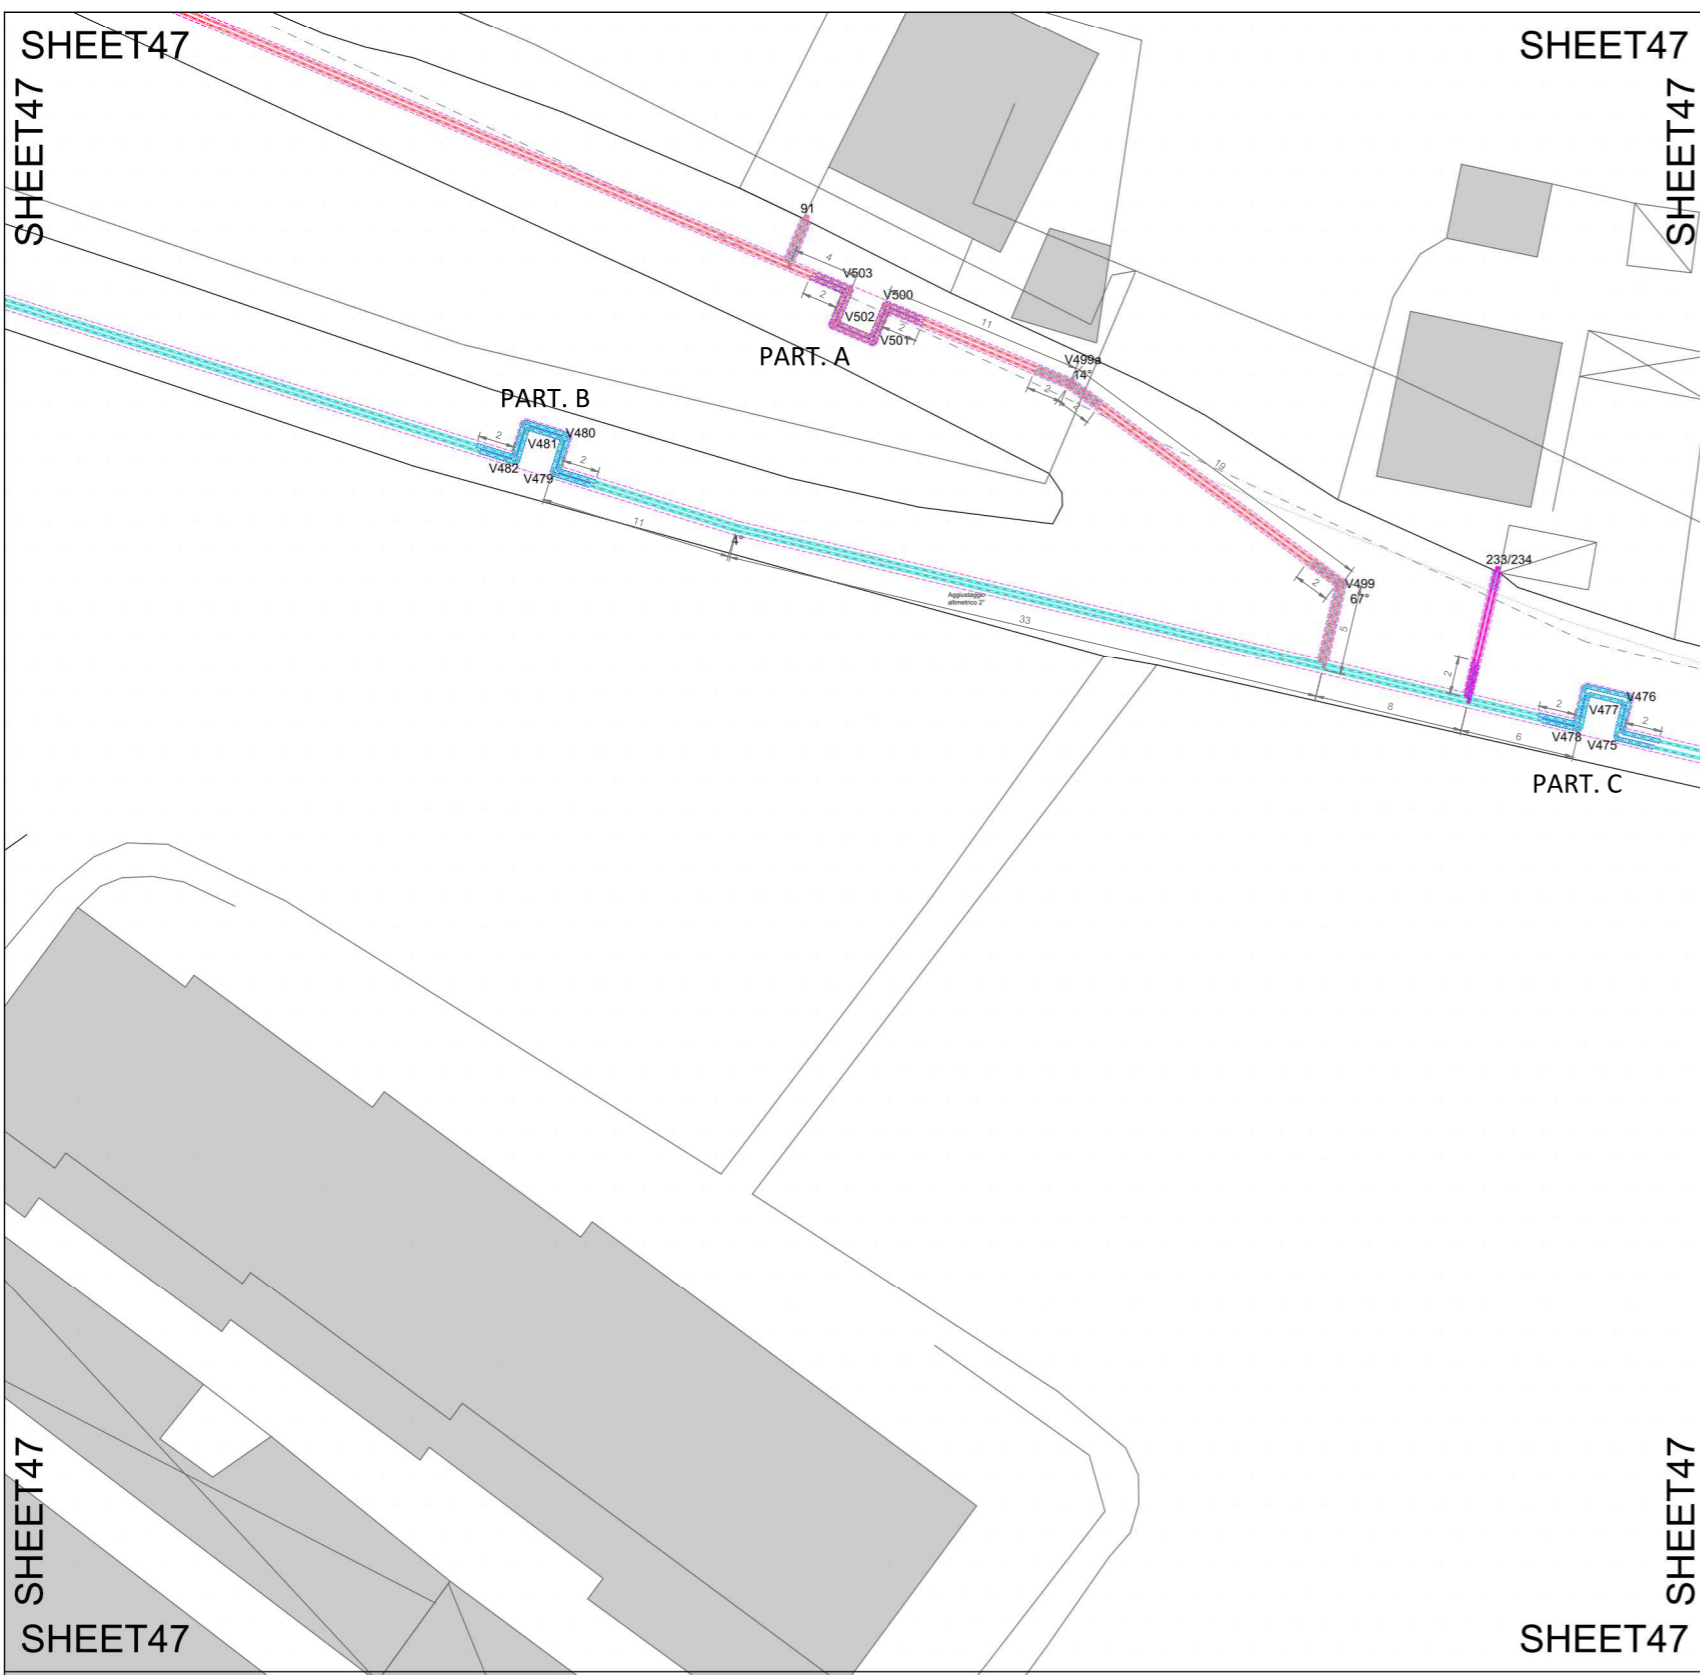 SHEET47
SHEET47
SHEET47
SHEET47
91
4
V503
2
V500
V502
11
2
V501
PART. A
V499a
14°
2
2
PART. B
2
V480
V481
2
V482
V479
19
11
4°
233/234
2
V499
67°
Aggiustaggio
altimetrico 2°
33
5
2
8
6
2
V476
V477
2
V478
V475
PART. C
SHEET47
SHEET47
SHEET47
SHEET47